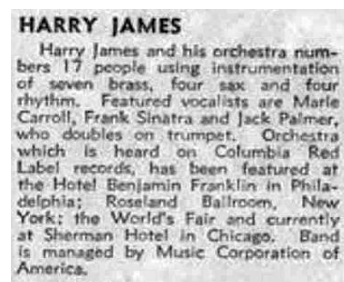 HARRY JAMES
Harry James and his orchestra num-
bers 17 people using instrumentation
of seven brass, four sax and four
rhythm. Featured vocalists are Marie
Carroll, Frank Sinatra and Jack Palmer,
who doubles on trumpet. Orchestra
which is heard on Columbia Red
Label records, has been featured at
the Hotel Benjamin Franklin in Phila-
delphia; Roseland Ballroom, New
York; the World's Fair and currently
at Sherman Hotel in Chicago. Band
is managed by Music Corporation of
America.